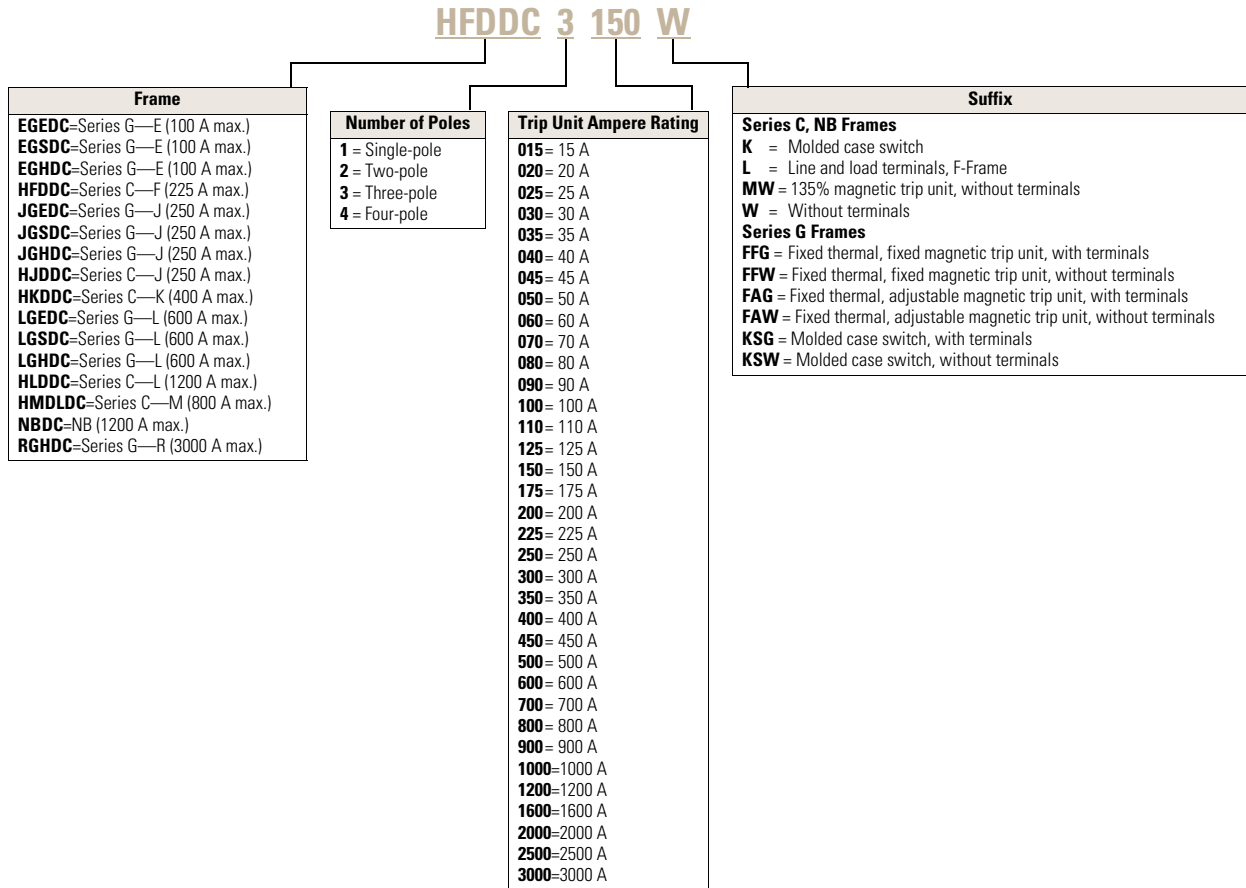 HFDDC 3 150 W
Frame
EGEDC=Series G—E (100 A max.)
EGSDC=Series G—E (100 A max.)
EGHDC=Series G—E (100 A max.)
HFDDC=Series C—F (225 A max.)
JGEDC=Series G—J (250 A max.)
JGSDC=Series G—J (250 A max.)
JGHDC=Series G—J (250 A max.)
HJDDC=Series C—J (250 A max.)
HKDDC=Series C—K (400 A max.)
LGEDC=Series G—L (600 A max.)
LGSDC=Series G—L (600 A max.)
LGHDC=Series G—L (600 A max.)
HLDDC=Series C—L (1200 A max.)
HMDLDC=Series C—M (800 A max.)
NBDC=NB (1200 A max.)
RGHDC=Series G—R (3000 A max.)
Number of Poles
1 = Single-pole
2 = Two-pole
3 = Three-pole
4 = Four-pole
Trip Unit Ampere Rating
015 = 15 A
020 = 20 A
025 = 25 A
030 = 30 A
035 = 35 A
040 = 40 A
045 = 45 A
050 = 50 A
060 = 60 A
070 = 70 A
080 = 80 A
090 = 90 A
100 = 100 A
110 = 110 A
125 = 125 A
150 = 150 A
175 = 175 A
200 = 200 A
225 = 225 A
250 = 250 A
300 = 300 A
350 = 350 A
400 = 400 A
450 = 450 A
500 = 500 A
600 = 600 A
700 = 700 A
800 = 800 A
900 = 900 A
1000=1000 A
1200=1200 A
1600=1600 A
2000=2000 A
2500=2500 A
3000=3000 A
Suffix
Series C, NB Frames
K = Molded case switch
L = Line and load terminals, F-Frame
MW = 135% magnetic trip unit, without terminals
W = Without terminals
Series G Frames
FFG = Fixed thermal, fixed magnetic trip unit, with terminals
FFW = Fixed thermal, fixed magnetic trip unit, without terminals
FAG = Fixed thermal, adjustable magnetic trip unit, with terminals
FAW = Fixed thermal, adjustable magnetic trip unit, without terminals
KSG = Molded case switch, with terminals
KSW = Molded case switch, without terminals